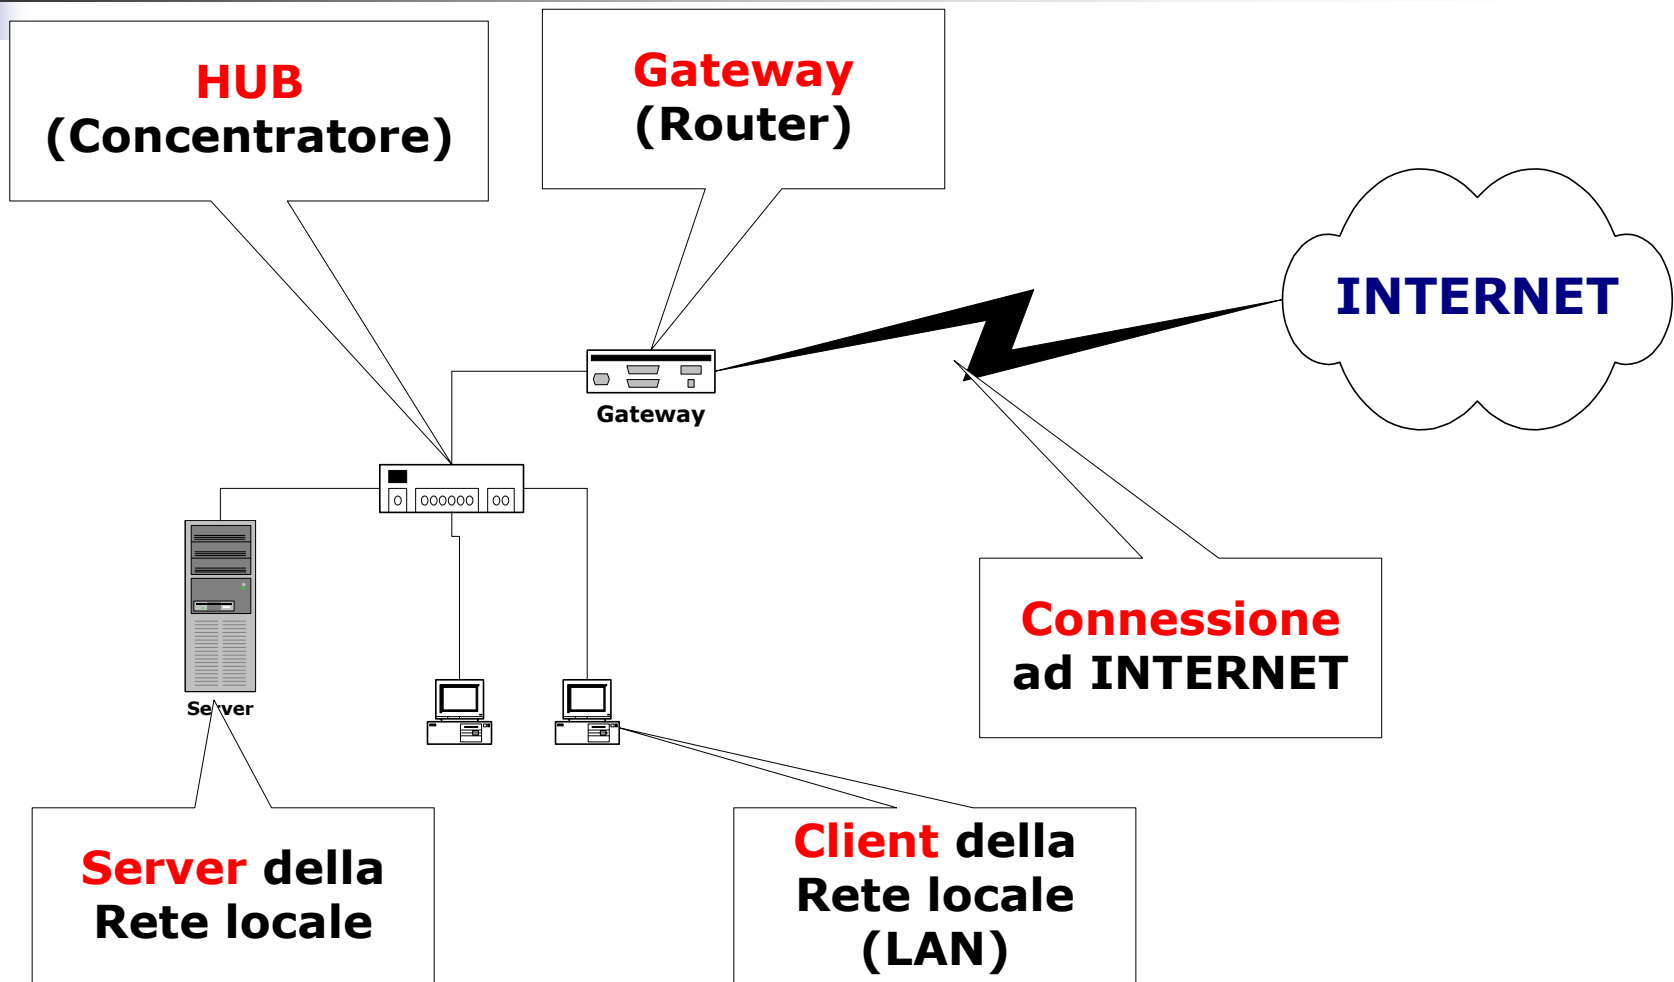 HUB
(Concentratore)
Gateway
(Router)
INTERNET
Gateway
Server
Connessione
ad INTERNET
Server della
Rete locale
Client della
Rete locale
(LAN)